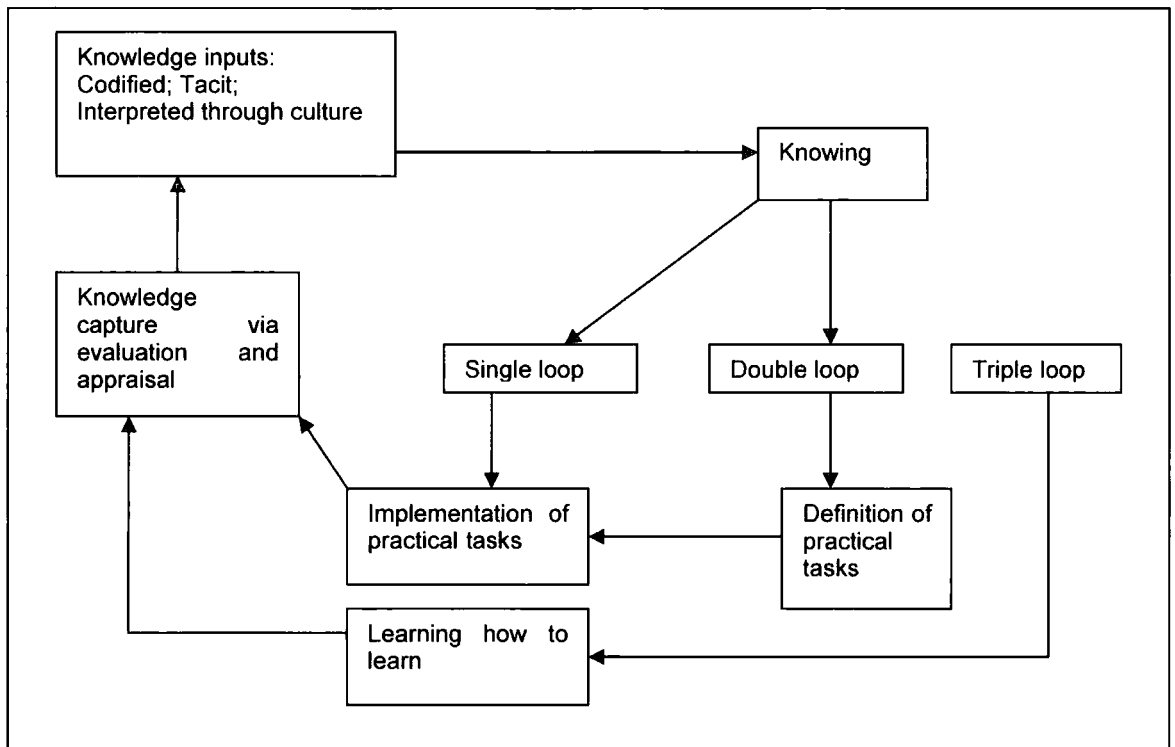 Knowledge inputs:
Codified; Tacit;
Interpreted through culture
Knowing
Knowledge
capture via
evaluation and
appraisal
Single loop
Double loop
Triple loop
Implementation of
practical tasks
Definition of
practical
tasks
Learning how to
learn